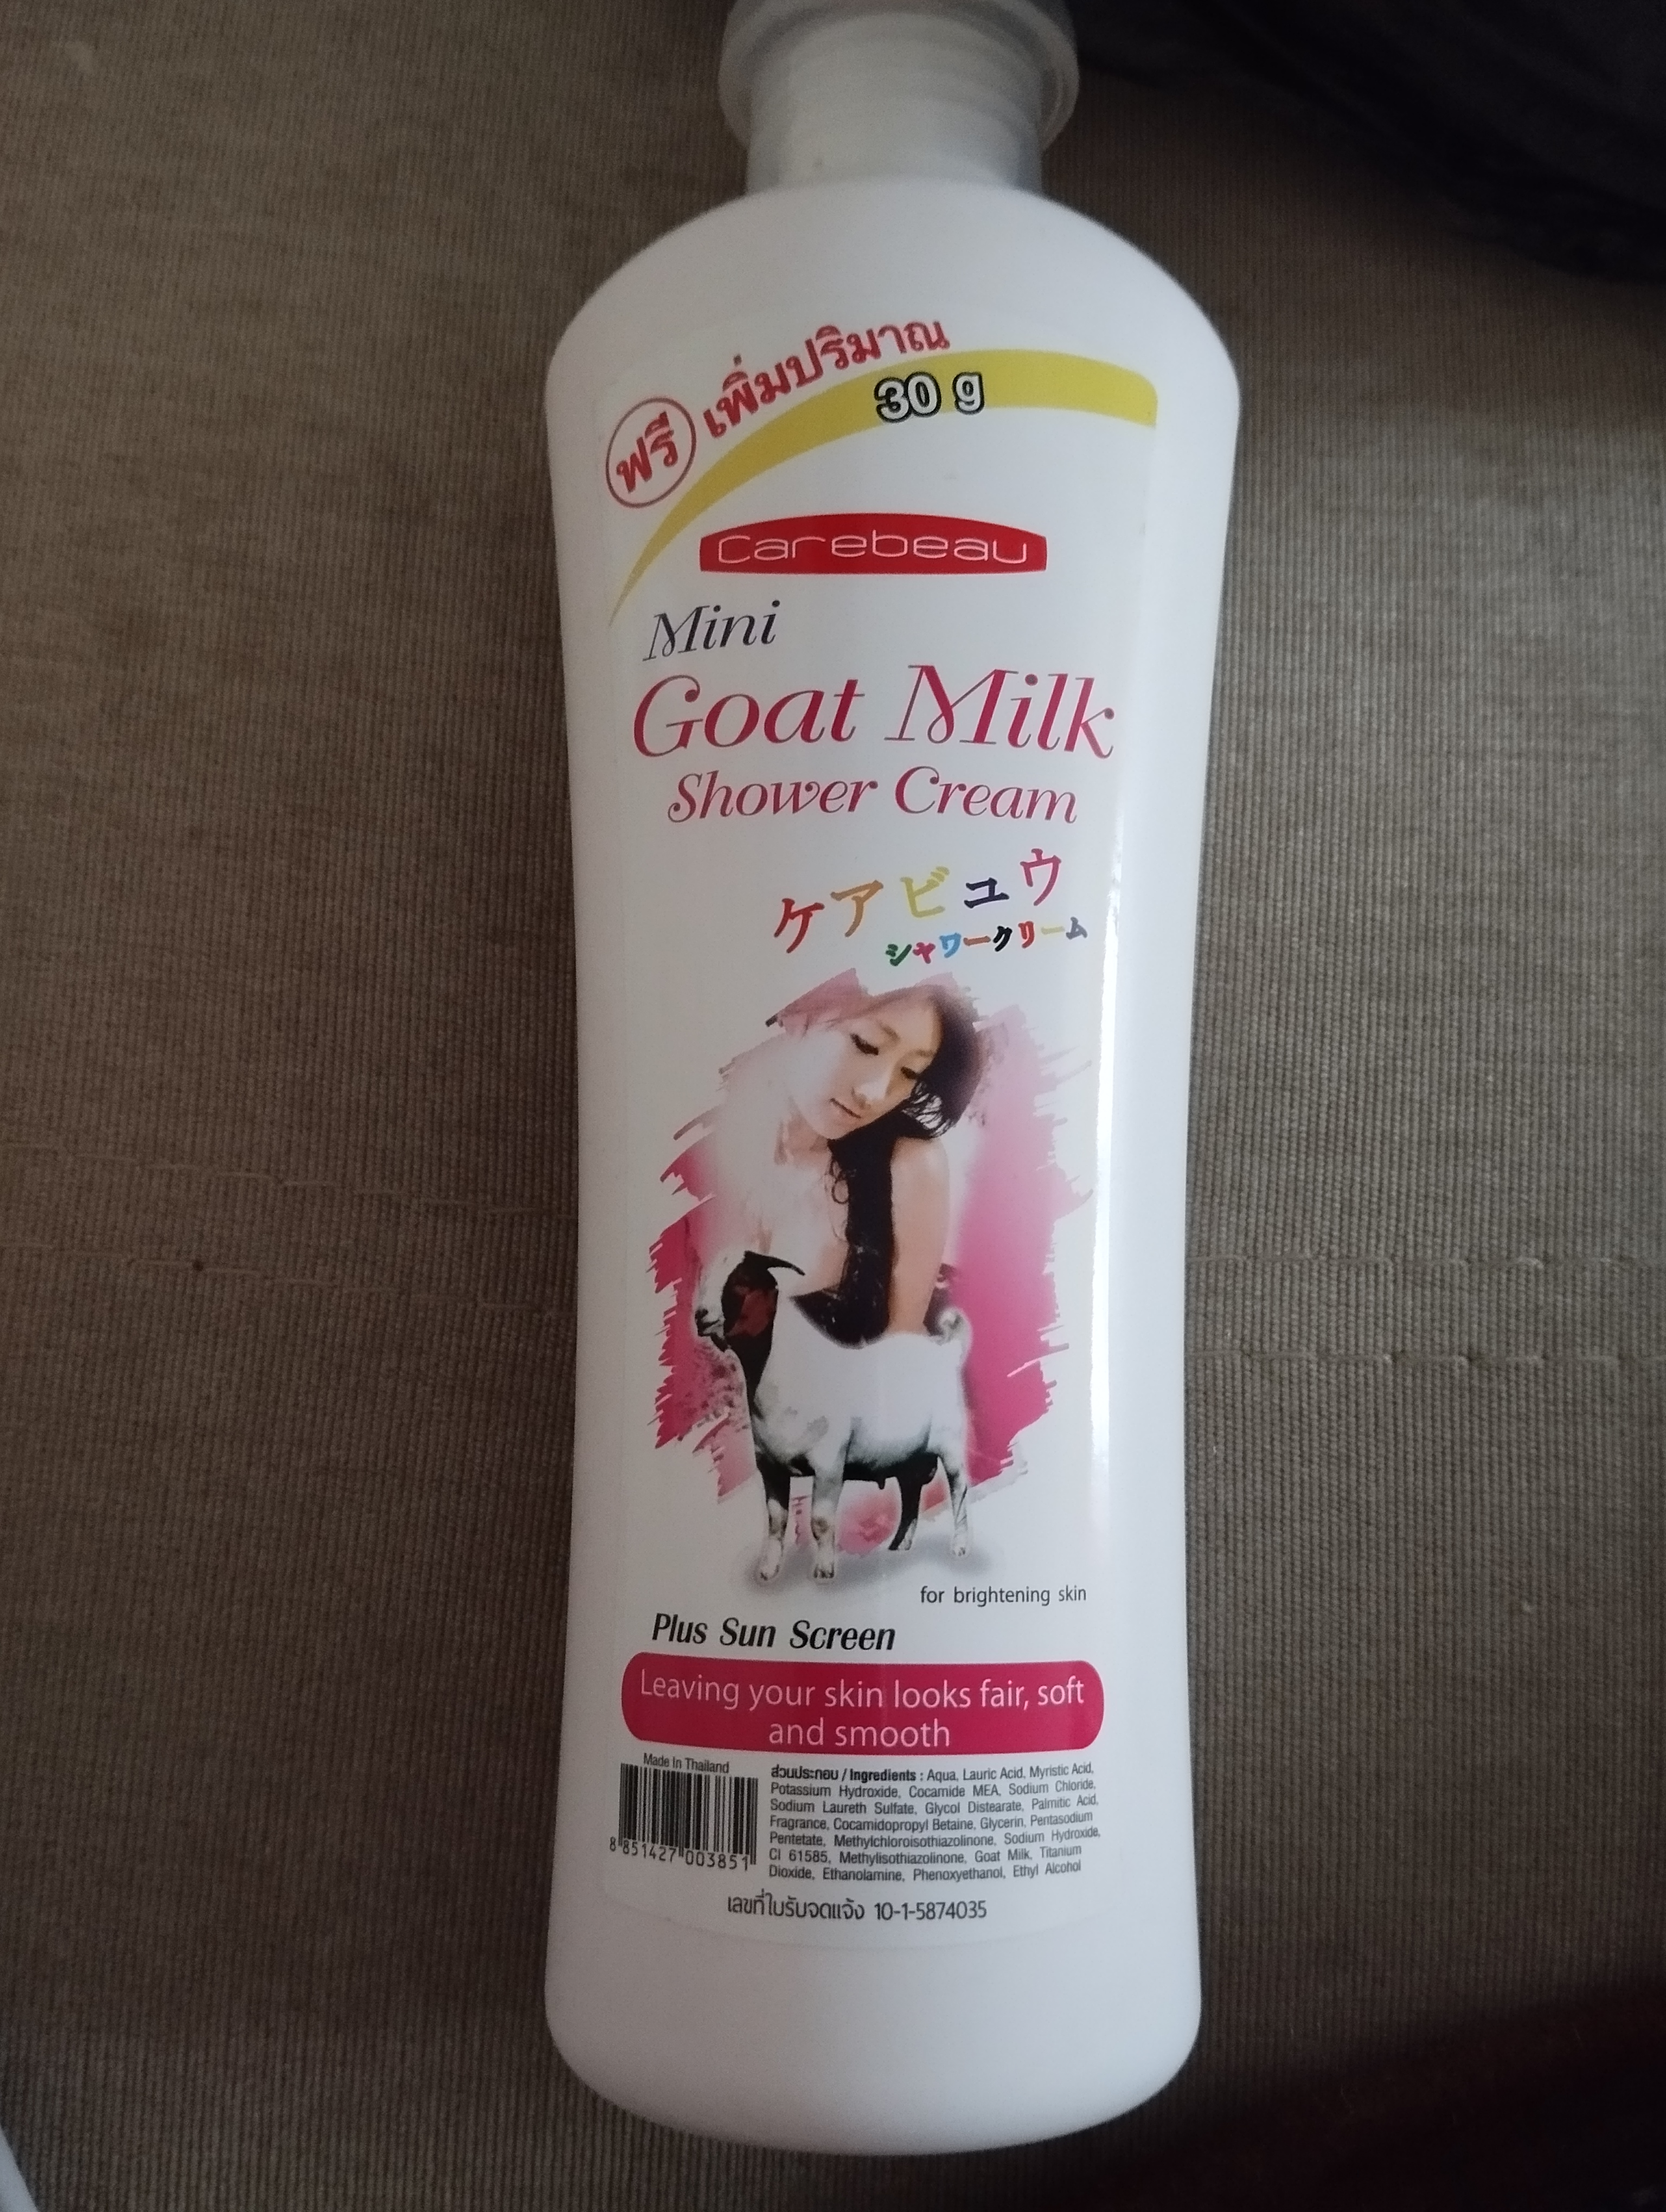 ฟรี เพิ่มปริมาณ
30 g
Carebeau
Mini
Goat Milk
Shower Cream
ケアビュウ
シャワークリーム
for brightening skin
Plus Sun Screen
Leaving your skin looks fair, soft
and smooth
Made In Thailand
8 851427 003851
ส่วนประกอบ / Ingredients : Aqua, Lauric Acid, Myristic Acid,
Potassium Hydroxide, Cocamide MEA, Sodium Chloride,
Sodium Laureth Sulfate, Glycol Distearate, Palmitic Acid,
Fragrance, Cocamidopropyl Betaine, Glycerin, Pentasodium
Pentetate, Methylchloroisothiazolinone, Sodium Hydroxide,
CI 61585, Methylisothiazolinone, Goat Milk, Titanium
Dioxide, Ethanolamine, Phenoxyethanol, Ethyl Alcohol
เลขที่ใบรับจดแจ้ง 10-1-5874035